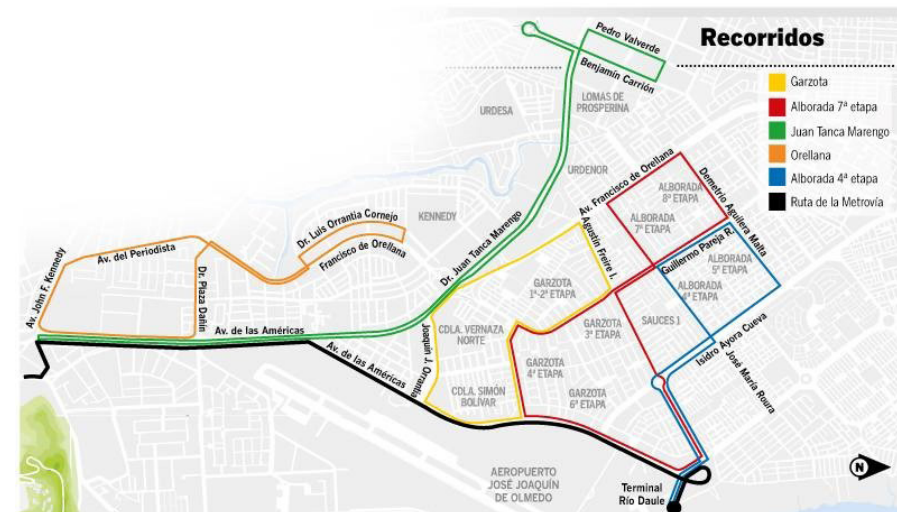 Recorridos
Garzota
Alborada 7ª etapa
Juan Tanca Marengo
Orellana
Alborada 4ª etapa
Ruta de la Metrovía
Pedro Valverde
Benjamín Carrión
LOMAS DE
PROSPERINA
URDESA
URDENOR
Av. Francisco de Orellana
Demetrio Aguilera Malta
ALBORADA
8ª ETAPA
ALBORADA
7ª ETAPA
Guillermo Pareja R.
ALBORADA
5ª ETAPA
ALBORADA
4ª ETAPA
Agustín Freire I.
Dr. Luis Orrantia Cornejo
KENNEDY
Francisco de Orellana
Dr. Juan Tanca Marengo
Av. John F. Kennedy
Av. del Periodista
Dr. Plaza Dañín
Av. de las Américas
Av. de las Américas
Joaquín J. Orrantia
GARZOTA
1ª-2ª ETAPA
CDLA. VERNAZA
NORTE
GARZOTA
3ª ETAPA
SAUCES 1
Isidro Ayora Cueva
José María Roura
GARZOTA
4ª ETAPA
CDLA. SIMÓN
BOLÍVAR
GARZOTA
6ª ETAPA
AEROPUERTO
JOSÉ JOAQUÍN
DE OLMEDO
Terminal
Río Daule
N